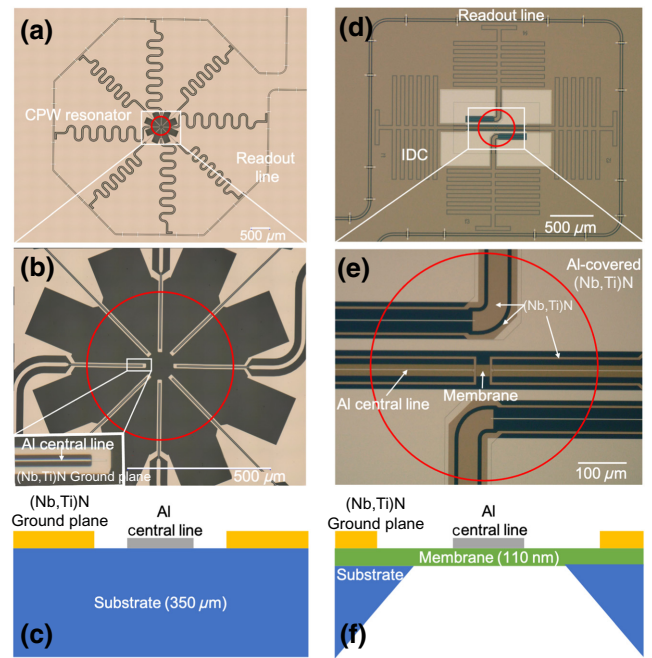 (a)
CPW resonator
Readout
line
500 μm
(b)
Al central line
(Nb,Ti)N Ground plane
500 μm
(Nb,Ti)N
Ground plane
Al
central line
Substrate (350 μm)
(c)
(d)
Readout line
IDC
500 μm
(e)
Al-covered
(Nb,Ti)N
(Nb,Ti)N
Al central line
Membrane
100 μm
(Nb,Ti)N
Ground plane
Al
central line
Membrane (110 nm)
Substrate
(f)